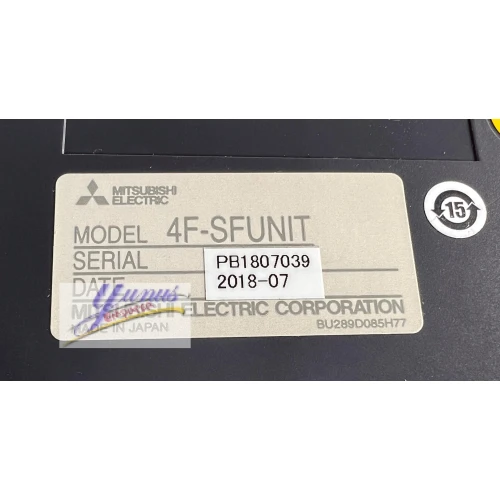 MITSUBISHI
ELECTRIC
MODEL 4F-SFUNIT
SERIAL PB1807039
DATE 2018-07
MITSUBISHI ELECTRIC CORPORATION
MADE IN JAPAN
BU289D085H77
15
Yunus